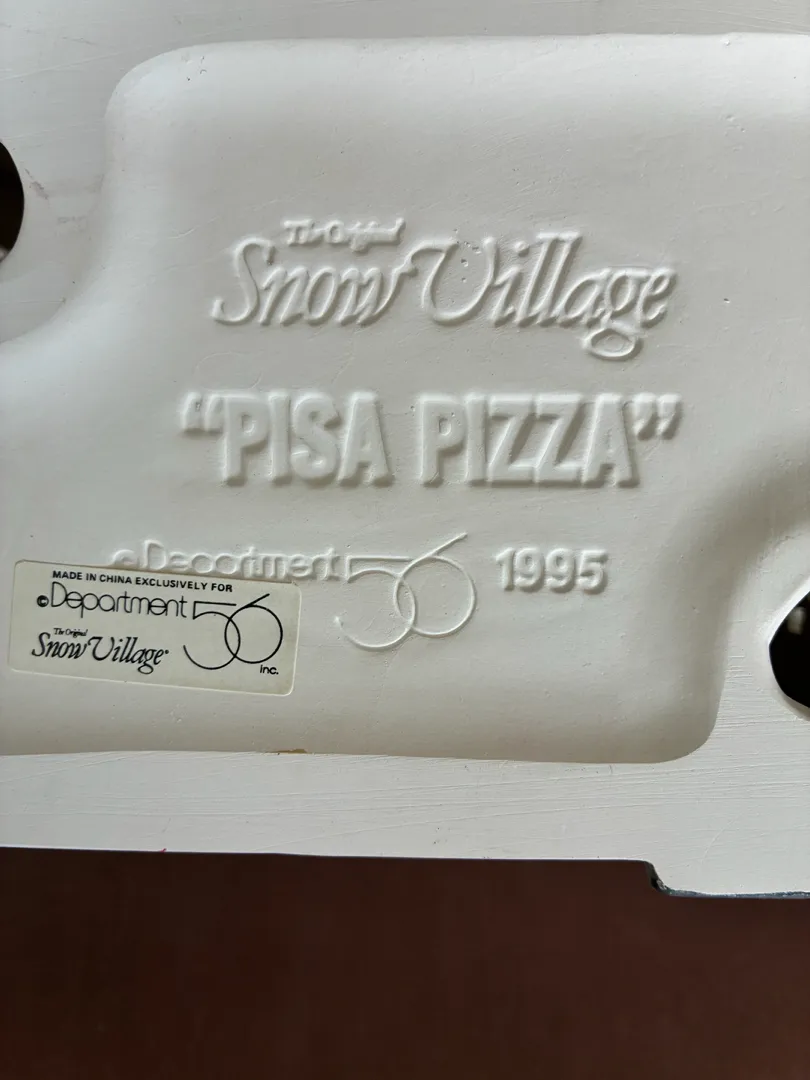 The Original
Snow Village
“PISA PIZZA”
©Department 56 1995
MADE IN CHINA EXCLUSIVELY FOR
©Department 56
inc.
The Original
Snow Village®